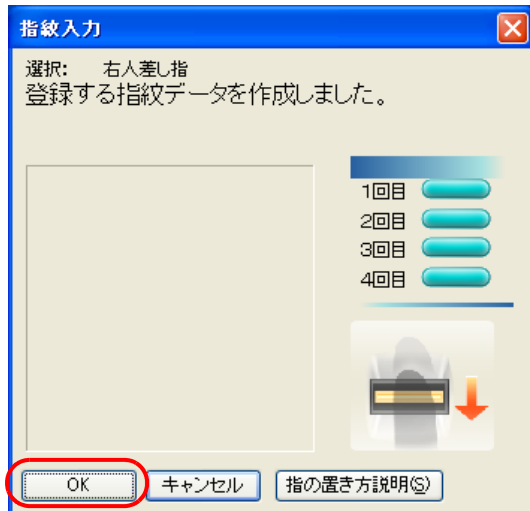 指紋入力
選択: 右人差し指
登録する指紋データを作成しました。
1回目
2回目
3回目
4回目
OK キャンセル 指の置き方説明(S)